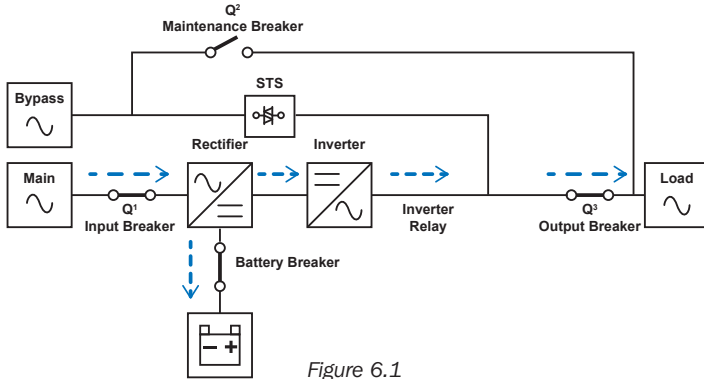 Q²
Maintenance Breaker
STS
Bypass
Rectifier
Inverter
Main
Load
Q¹
Input Breaker
Inverter
Relay
Q³
Output Breaker
Battery Breaker
Figure 6.1